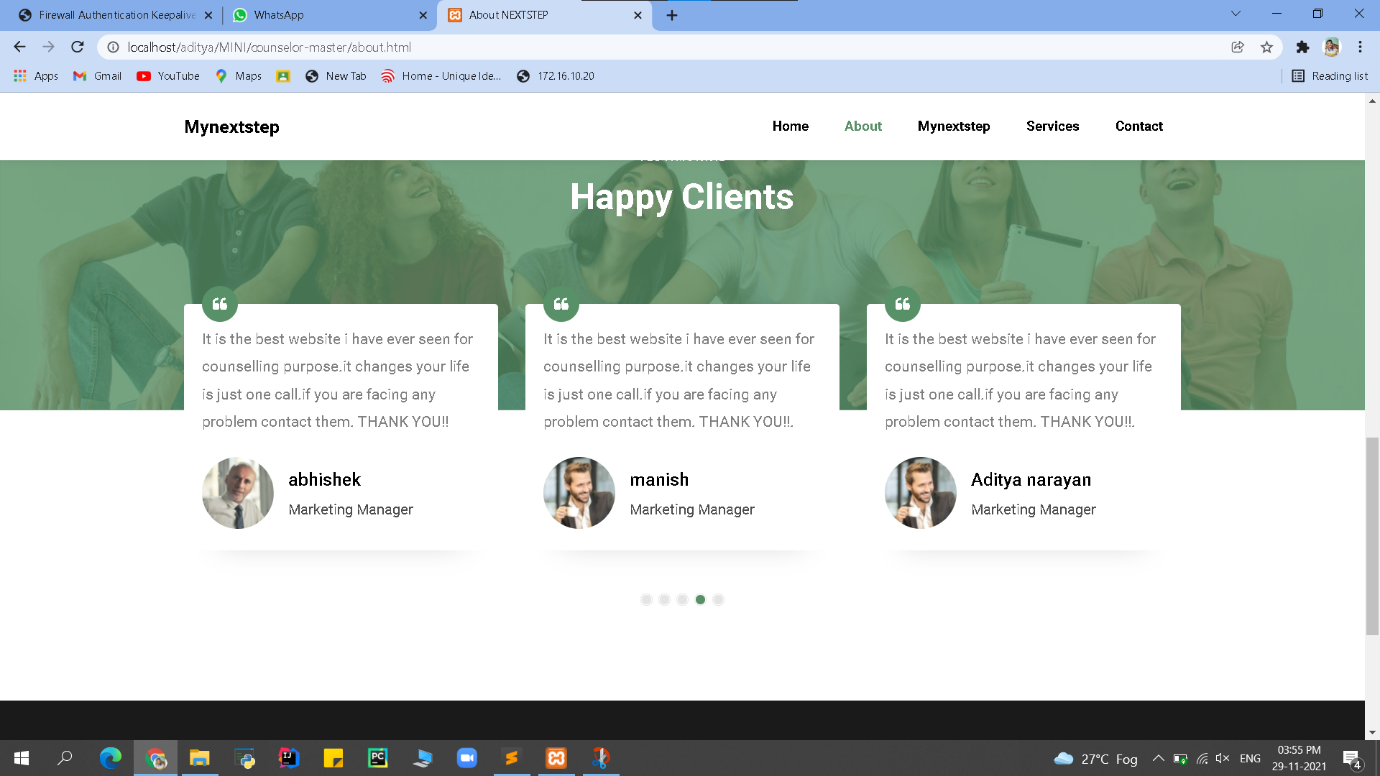 Firewall Authentication Keepalive
WhatsApp
About NEXTSTEP
localhost/aditya/MINI/counselor-master/about.html
Apps
Gmail
YouTube
Maps
New Tab
Home - Unique Ide...
172.16.10.20
Reading list
Mynextstep
Home
About
Mynextstep
Services
Contact
Happy Clients
It is the best website i have ever seen for
counselling purpose.it changes your life
is just one call.if you are facing any
problem contact them. THANK YOU!!
abhishek
Marketing Manager
It is the best website i have ever seen for
counselling purpose.it changes your life
is just one call.if you are facing any
problem contact them. THANK YOU!!.
manish
Marketing Manager
It is the best website i have ever seen for
counselling purpose.it changes your life
is just one call.if you are facing any
problem contact them. THANK YOU!!.
Aditya narayan
Marketing Manager
27°C Fog
ENG
03:55 PM
29-11-2021
4